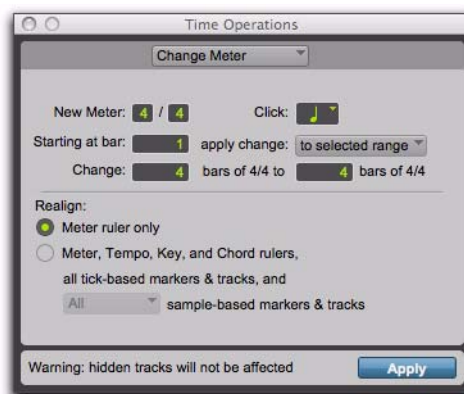 Time Operations
Change Meter
New Meter: 4 / 4 Click:
Starting at bar: 1 apply change: to selected range
Change: 4 bars of 4/4 to 4 bars of 4/4
Realign:
Meter ruler only
Meter, Tempo, Key, and Chord rulers,
all tick-based markers & tracks, and
All sample-based markers & tracks
Warning: hidden tracks will not be affected Apply